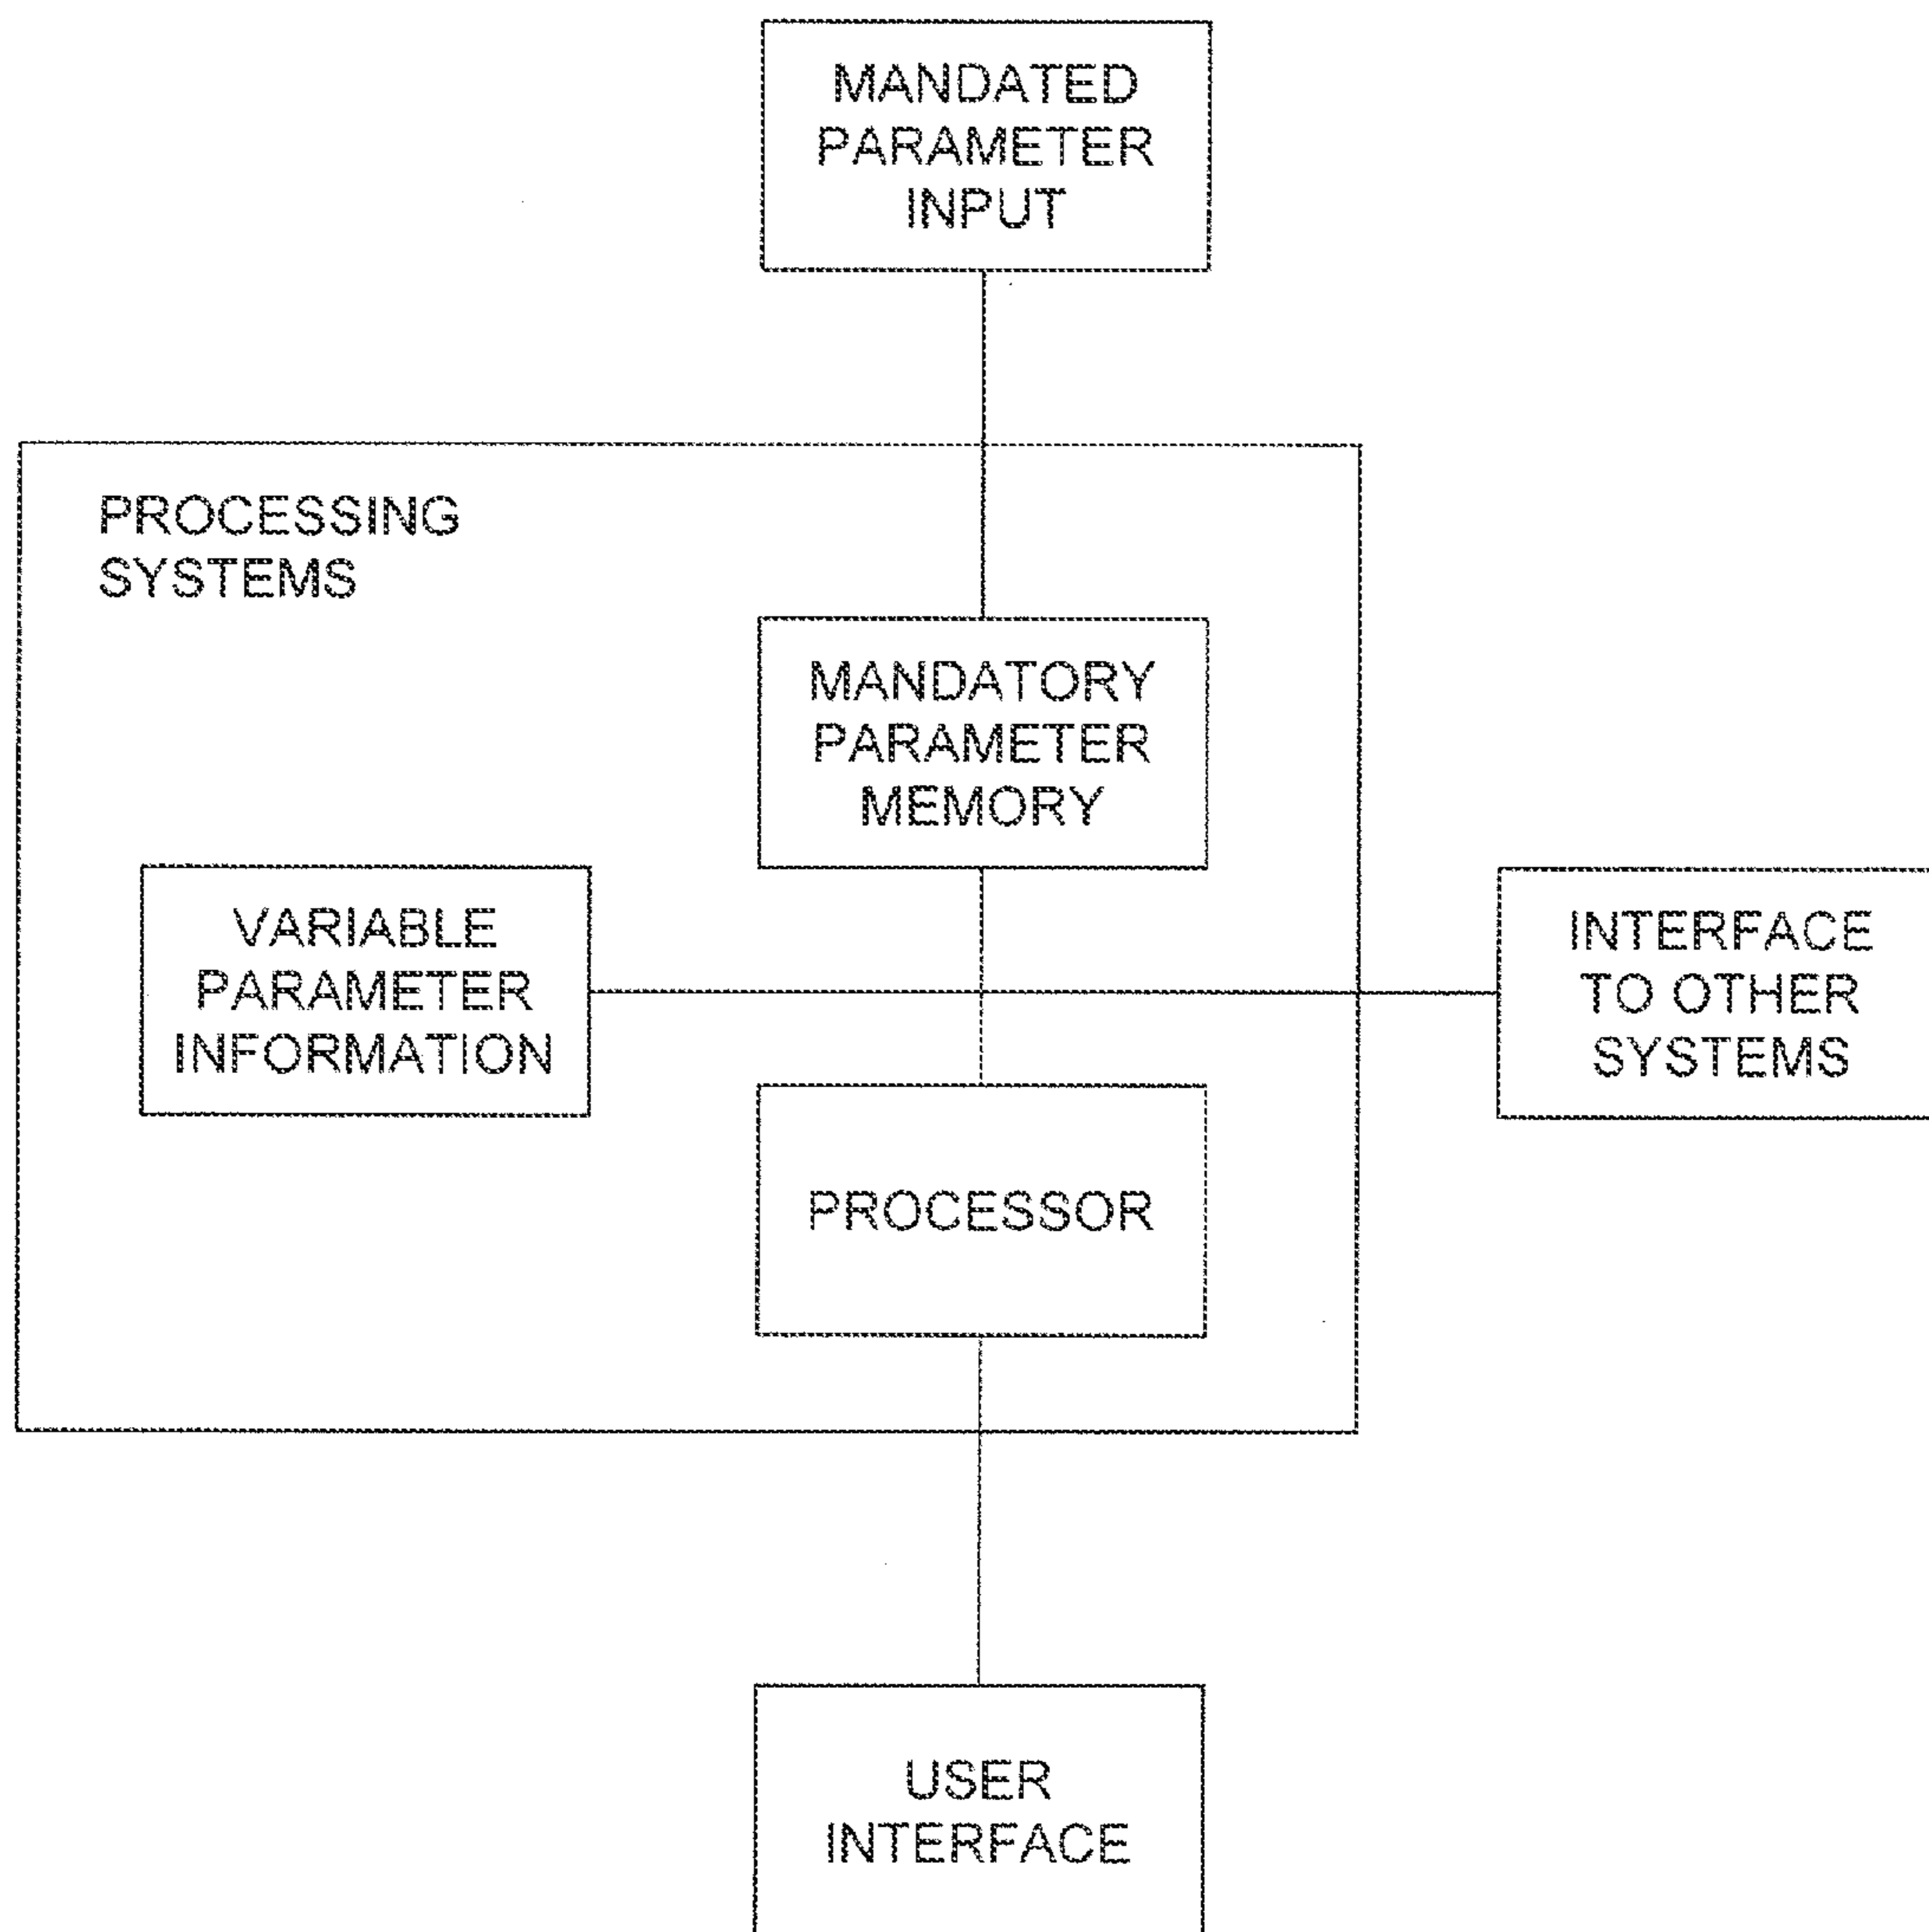 MANDATED
PARAMETER
INPUT
PROCESSING
SYSTEMS
MANDATORY
PARAMETER
MEMORY
VARIABLE
PARAMETER
INFORMATION
INTERFACE
TO OTHER
SYSTEMS
PROCESSOR
USER
INTERFACE